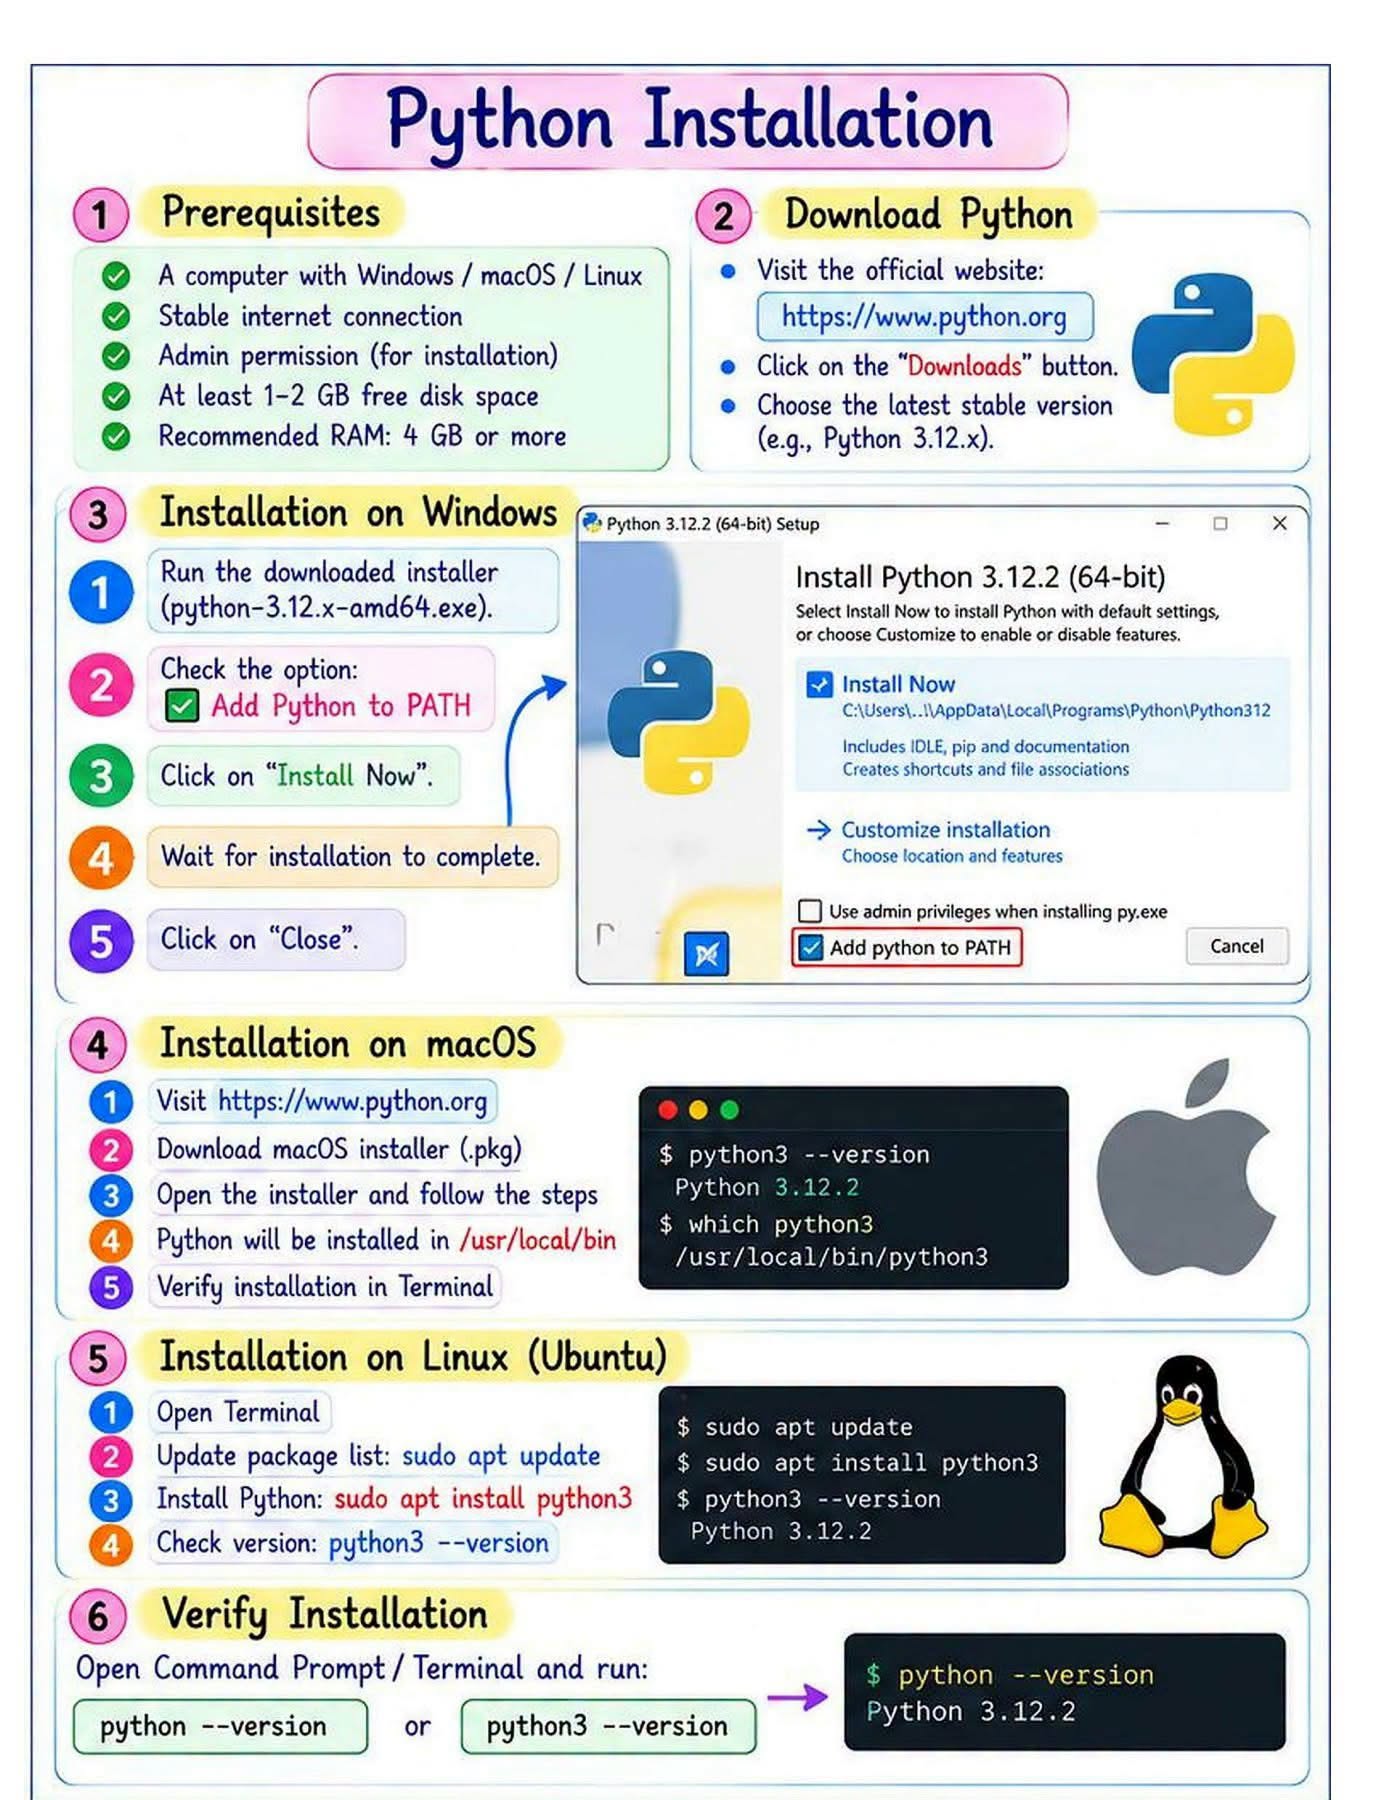 Python Installation
1 Prerequisites
A computer with Windows / macOS / Linux
Stable internet connection
Admin permission (for installation)
At least 1-2 GB free disk space
Recommended RAM: 4 GB or more
2 Download Python
Visit the official website:
https://www.python.org
Click on the "Downloads" button.
Choose the latest stable version
(e.g., Python 3.12.x).
3 Installation on Windows
1 Run the downloaded installer
(python-3.12.x-amd64.exe).
2 Check the option:
Add Python to PATH
3 Click on "Install Now".
4 Wait for installation to complete.
5 Click on "Close".
Python 3.12.2 (64-bit) Setup
Install Python 3.12.2 (64-bit)
Select Install Now to install Python with default settings,
or choose Customize to enable or disable features.
Install Now
C:\Users\..\\AppData\Local\Programs\Python\Python312
Includes IDLE, pip and documentation
Creates shortcuts and file associations
→ Customize installation
Choose location and features
Use admin privileges when installing py.exe
Add python to PATH
Cancel
4 Installation on macOS
1 Visit https://www.python.org
2 Download macOS installer (.pkg)
3 Open the installer and follow the steps
4 Python will be installed in /usr/local/bin
5 Verify installation in Terminal
$ python3 --version
Python 3.12.2
$ which python3
/usr/local/bin/python3
5 Installation on Linux (Ubuntu)
1 Open Terminal
2 Update package list: sudo apt update
3 Install Python: sudo apt install python3
4 Check version: python3 --version
$ sudo apt update
$ sudo apt install python3
$ python3 --version
Python 3.12.2
6 Verify Installation
Open Command Prompt / Terminal and run:
python --version or python3 --version
$ python --version
Python 3.12.2